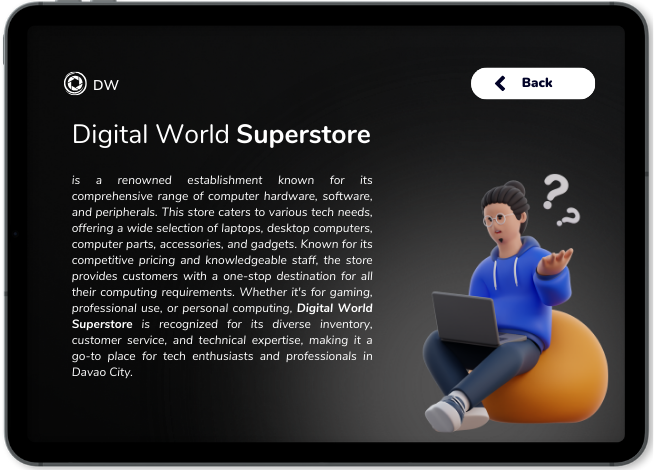 DW
Back
Digital World Superstore
is a renowned establishment known for its
comprehensive range of computer hardware, software,
and peripherals. This store caters to various tech needs,
offering a wide selection of laptops, desktop computers,
computer parts, accessories, and gadgets. Known for its
competitive pricing and knowledgeable staff, the store
provides customers with a one-stop destination for all
their computing requirements. Whether it's for gaming,
professional use, or personal computing, Digital World
Superstore is recognized for its diverse inventory,
customer service, and technical expertise, making it a
go-to place for tech enthusiasts and professionals in
Davao City.
? ?